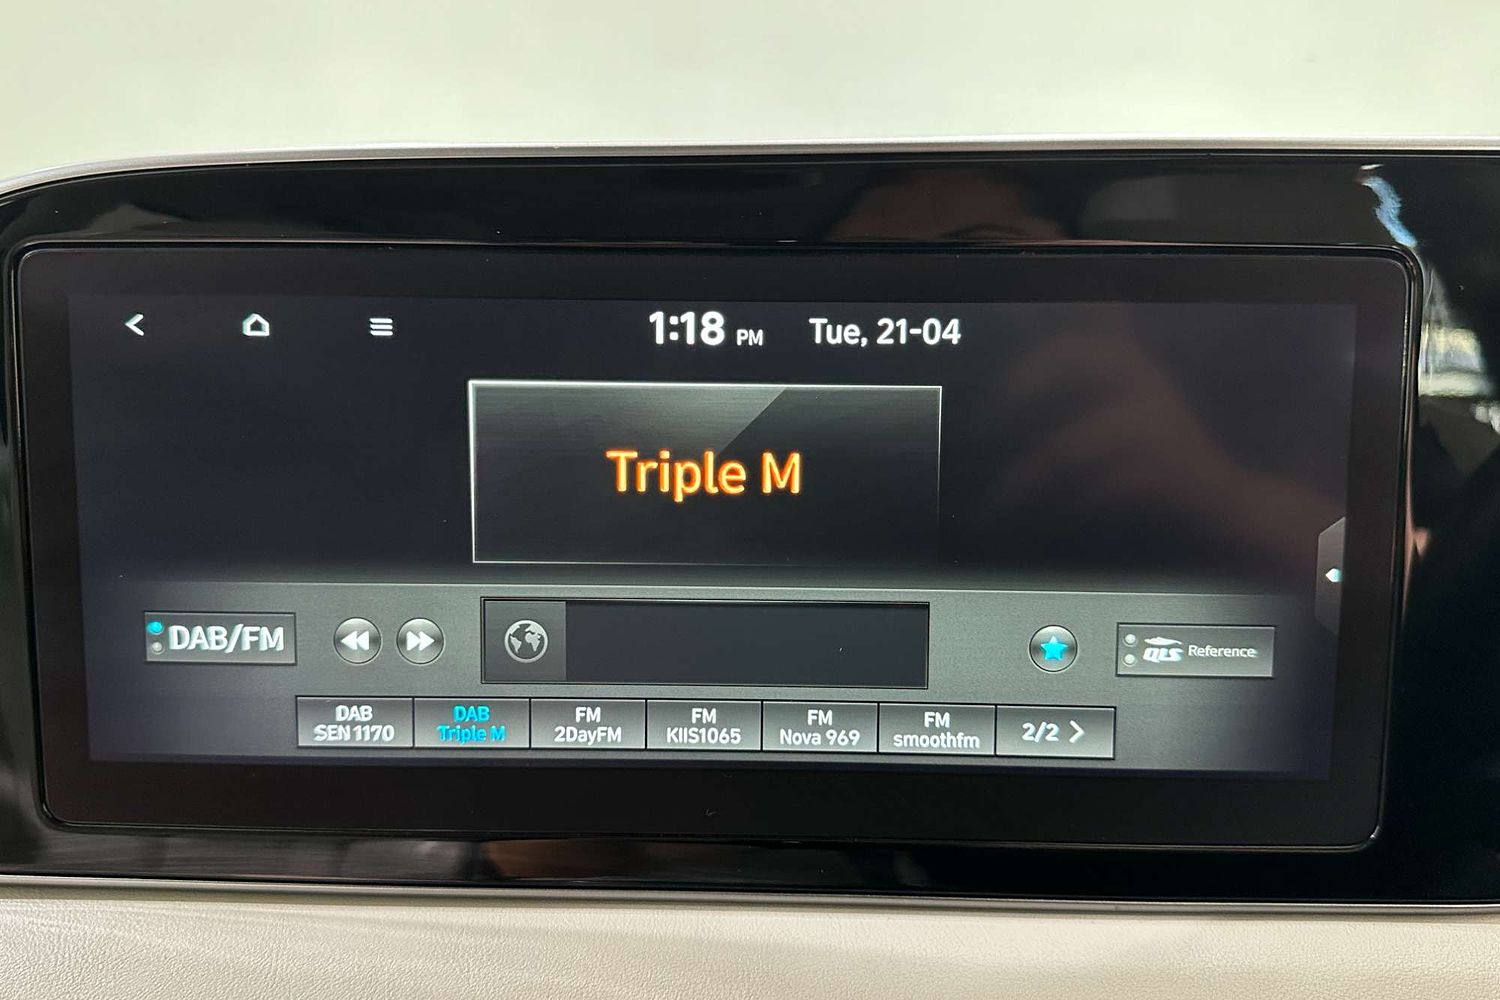 1:18 PM Tue, 21-04
Triple M
DAB/FM
QLS Reference
DAB
SEN 1170
DAB
Triple M
FM
2DayFM
FM
KIIS1065
FM
Nova 969
FM
smoothfm
2/2